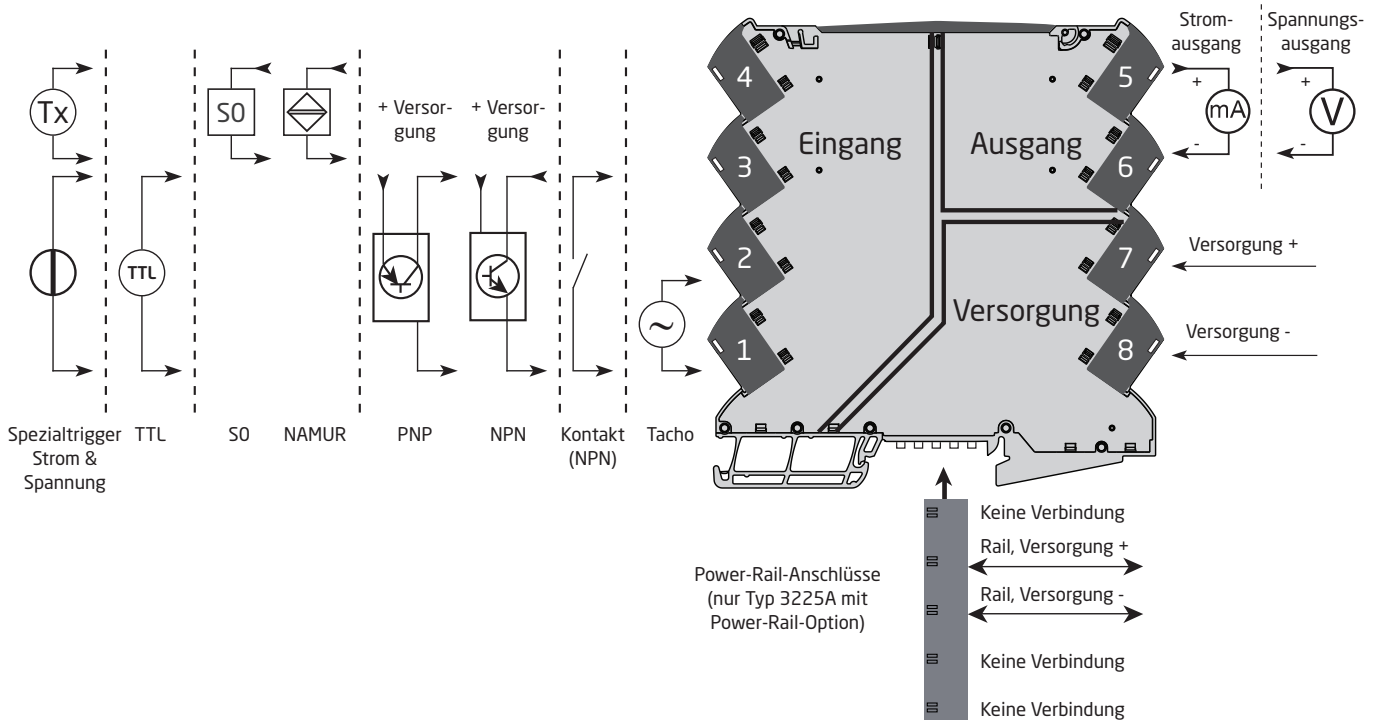 Strom-
ausgang
Spannungs-
ausgang
Tx
S0
+ Versor-
gung
+ Versor-
gung
TTL
~
4
3
2
1
Eingang
Ausgang
Versorgung
5
6
7
8
+
mA
-
+
V
-
Versorgung +
Versorgung -
Spezialtrigger
Strom &
Spannung
TTL
S0
NAMUR
PNP
NPN
Kontakt
(NPN)
Tacho
Power-Rail-Anschlüsse
(nur Typ 3225A mit
Power-Rail-Option)
Keine Verbindung
Rail, Versorgung +
Rail, Versorgung -
Keine Verbindung
Keine Verbindung